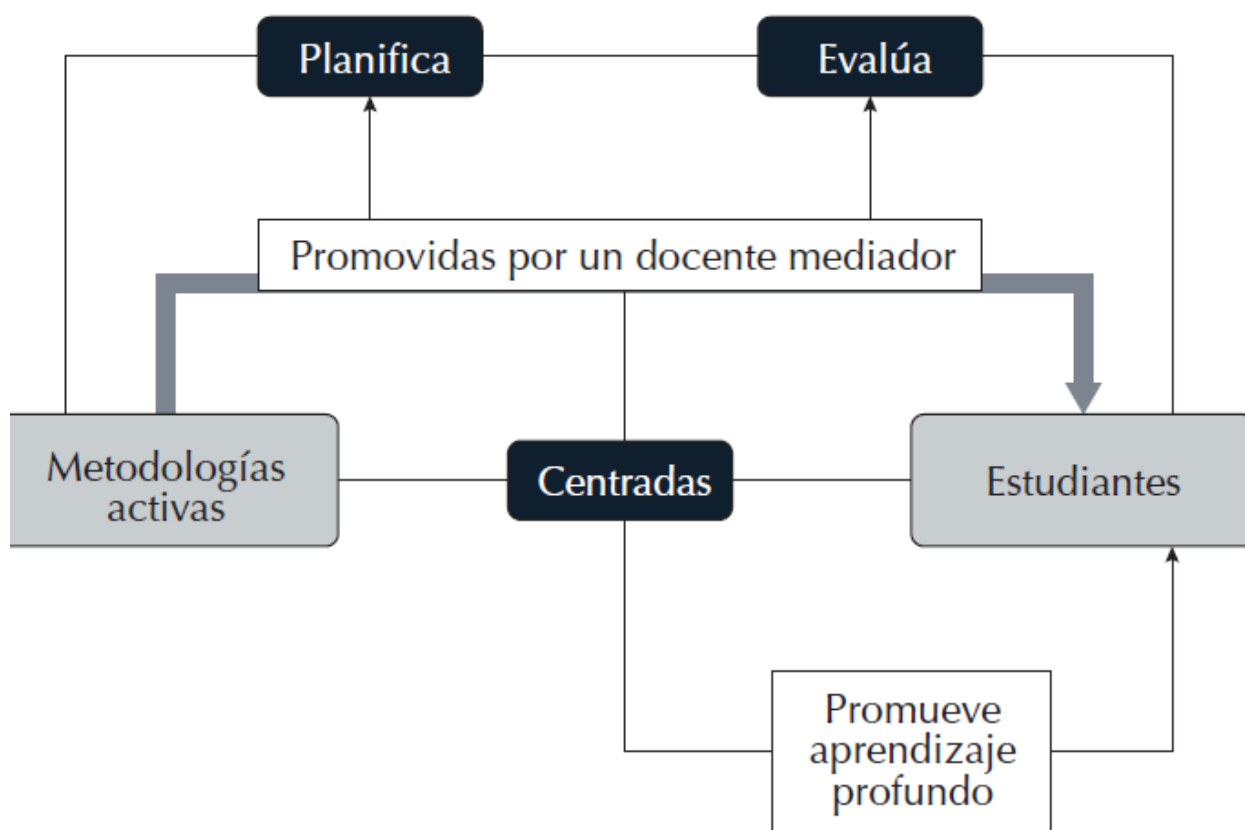 Planifica
Evalúa
Promovidas por un docente mediador
Metodologías
activas
Centradas
Estudiantes
Promueve
aprendizaje
profundo